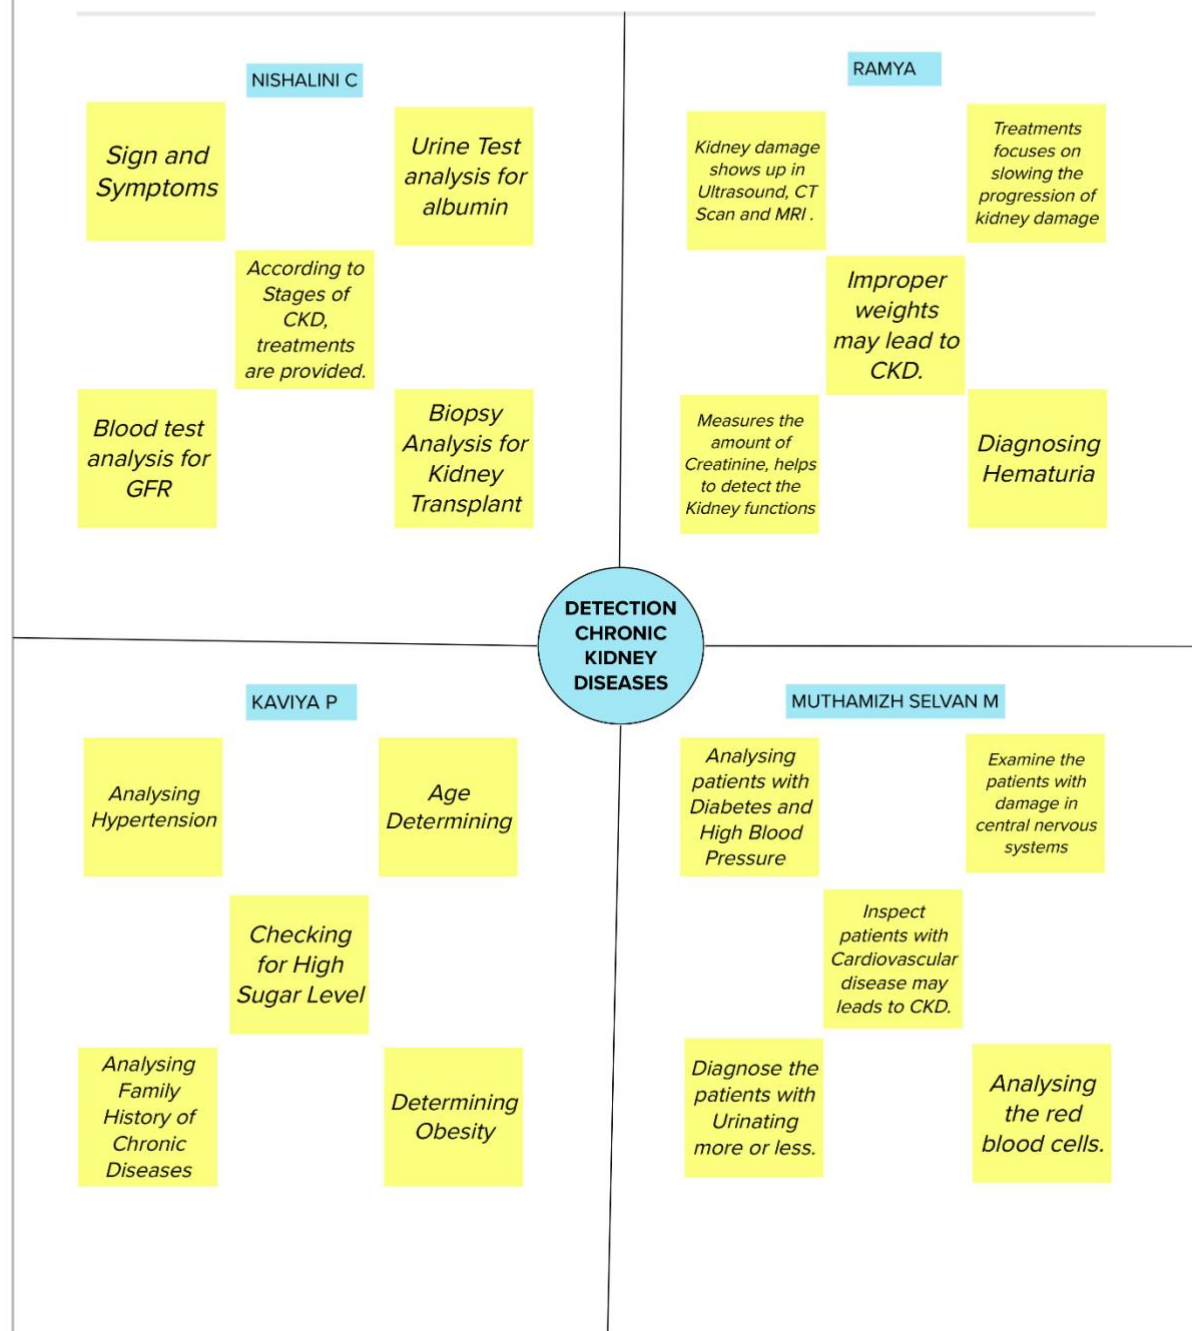 NISHALINI C
Sign and
Symptoms
Urine Test
analysis for
albumin
According to
Stages of
CKD,
treatments
are provided.
Blood test
analysis for
GFR
Biopsy
Analysis for
Kidney
Transplant
RAMYA
Kidney damage
shows up in
Ultrasound, CT
Scan and MRI .
Treatments
focuses on
slowing the
progression of
kidney damage
Improper
weights
may lead to
CKD.
Measures the
amount of
Creatinine, helps
to detect the
Kidney functions
Diagnosing
Hematuria
DETECTION
CHRONIC
KIDNEY
DISEASES
KAVIYA P
Analysing
Hypertension
Age
Determining
Checking
for High
Sugar Level
Analysing
Family
History of
Chronic
Diseases
Determining
Obesity
MUTHAMIZH SELVAN M
Analysing
patients with
Diabetes and
High Blood
Pressure
Examine the
patients with
damage in
central nervous
systems
Inspect
patients with
Cardiovascular
disease may
leads to CKD.
Diagnose the
patients with
Urinating
more or less.
Analysing
the red
blood cells.